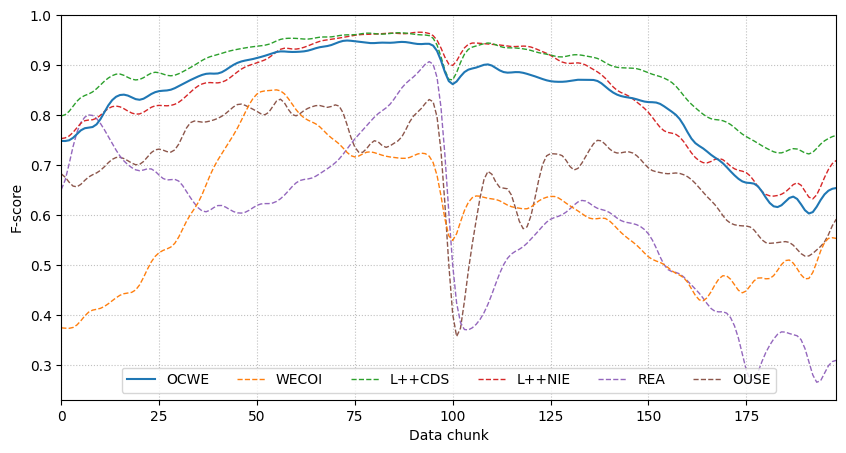 1.0
0.9
0.8
0.7
0.6
0.5
0.4
0.3
F-score
OCWE WECOI L++CDS L++NIE REA OUSE
0 25 50 75 100 125 150 175
Data chunk